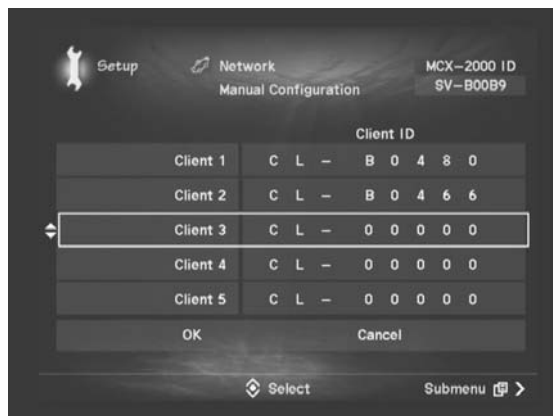 Setup Network MCX-2000 ID
Manual Configuration SV-B00B9
Client ID
Client 1 C L - B 0 4 8 0
Client 2 C L - B 0 4 6 6
Client 3 C L - 0 0 0 0 0
Client 4 C L - 0 0 0 0 0
Client 5 C L - 0 0 0 0 0
OK Cancel
Select Submenu